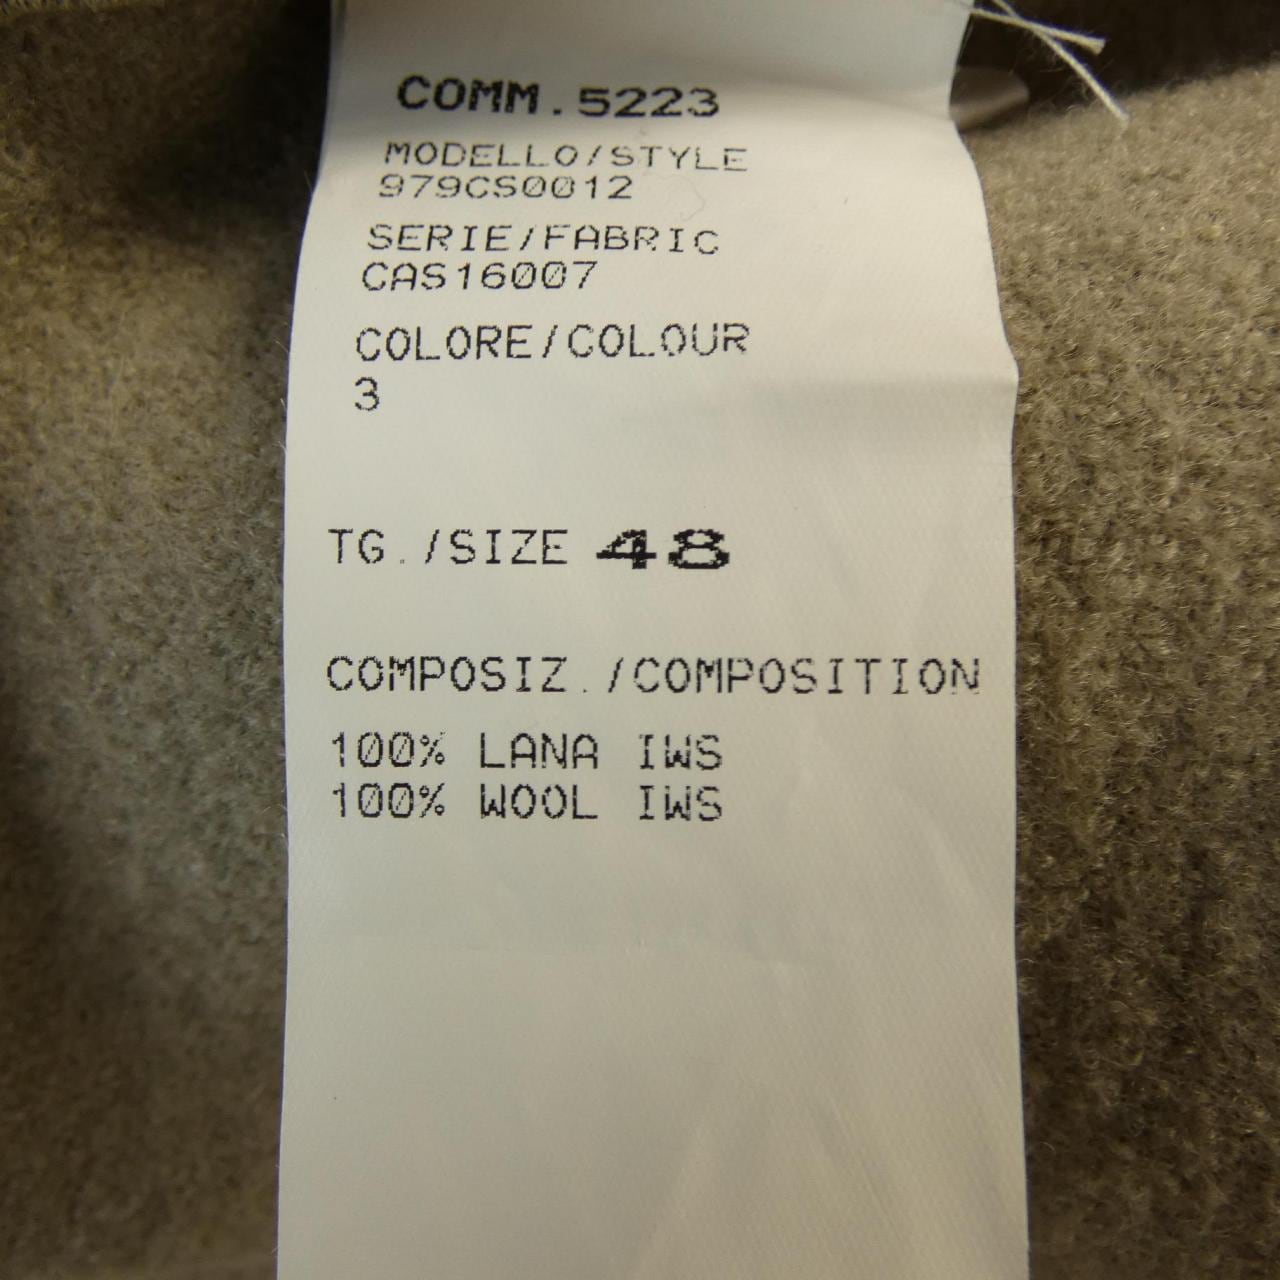 COMM.5223
MODELLO/STYLE
979CS0012
SERIE/FABRIC
CAS16007
COLORE/COLOUR
3
TG./SIZE 48
COMPOSIZ./COMPOSITION
100% LANA IWS
100% WOOL IWS